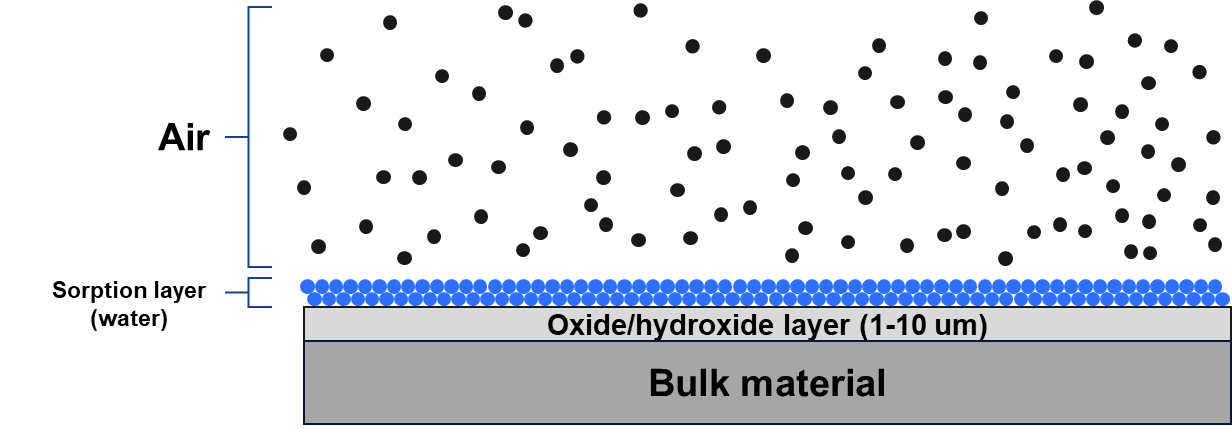 Air
Sorption layer
(water)
Oxide/hydroxide layer (1-10 um)
Bulk material